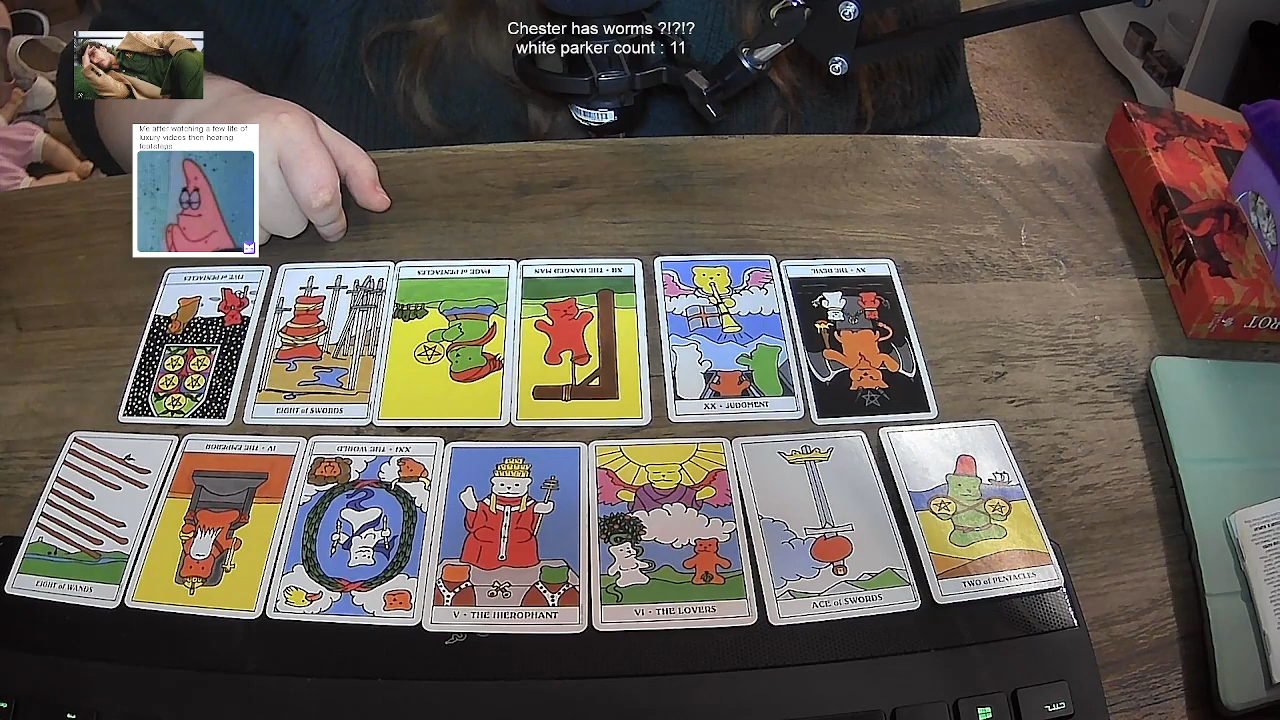 Chester has worms ?!?!?
white parker count : 11
Me after watching a few life of
luxury videos then hearing
footsteps
FIVE of PENTACLES
EIGHT of SWORDS
PAGE of PENTACLES
XII • THE HANGED MAN
XX • JUDGMENT
XV • THE DEVIL
EIGHT of WANDS
IV • THE EMPEROR
XXI • THE WORLD
V • THE HIEROPHANT
VI • THE LOVERS
ACE of SWORDS
TWO of PENTACLES
CTRL